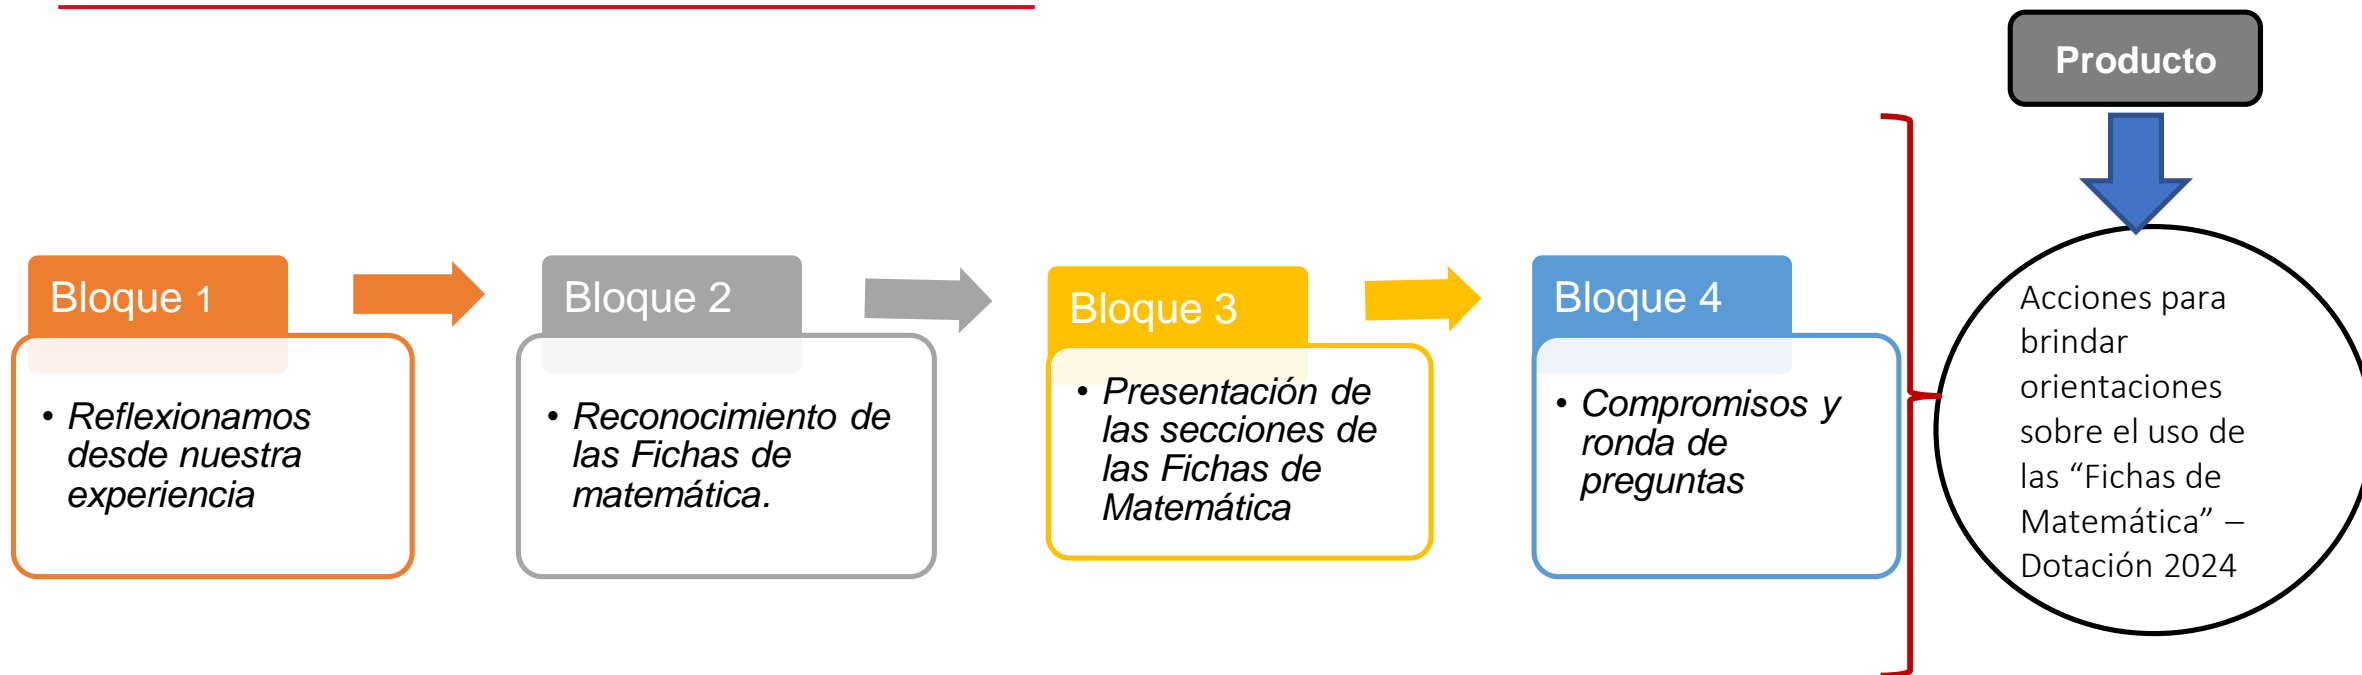 Bloque 1
• Reflexionamos
desde nuestra
experiencia
Bloque 2
• Reconocimiento de
las Fichas de
matemática.
Bloque 3
• Presentación de
las secciones de
las Fichas de
Matemática
Bloque 4
• Compromisos y
ronda de
preguntas
Producto
Acciones para
brindar
orientaciones
sobre el uso de
las “Fichas de
Matemática” –
Dotación 2024